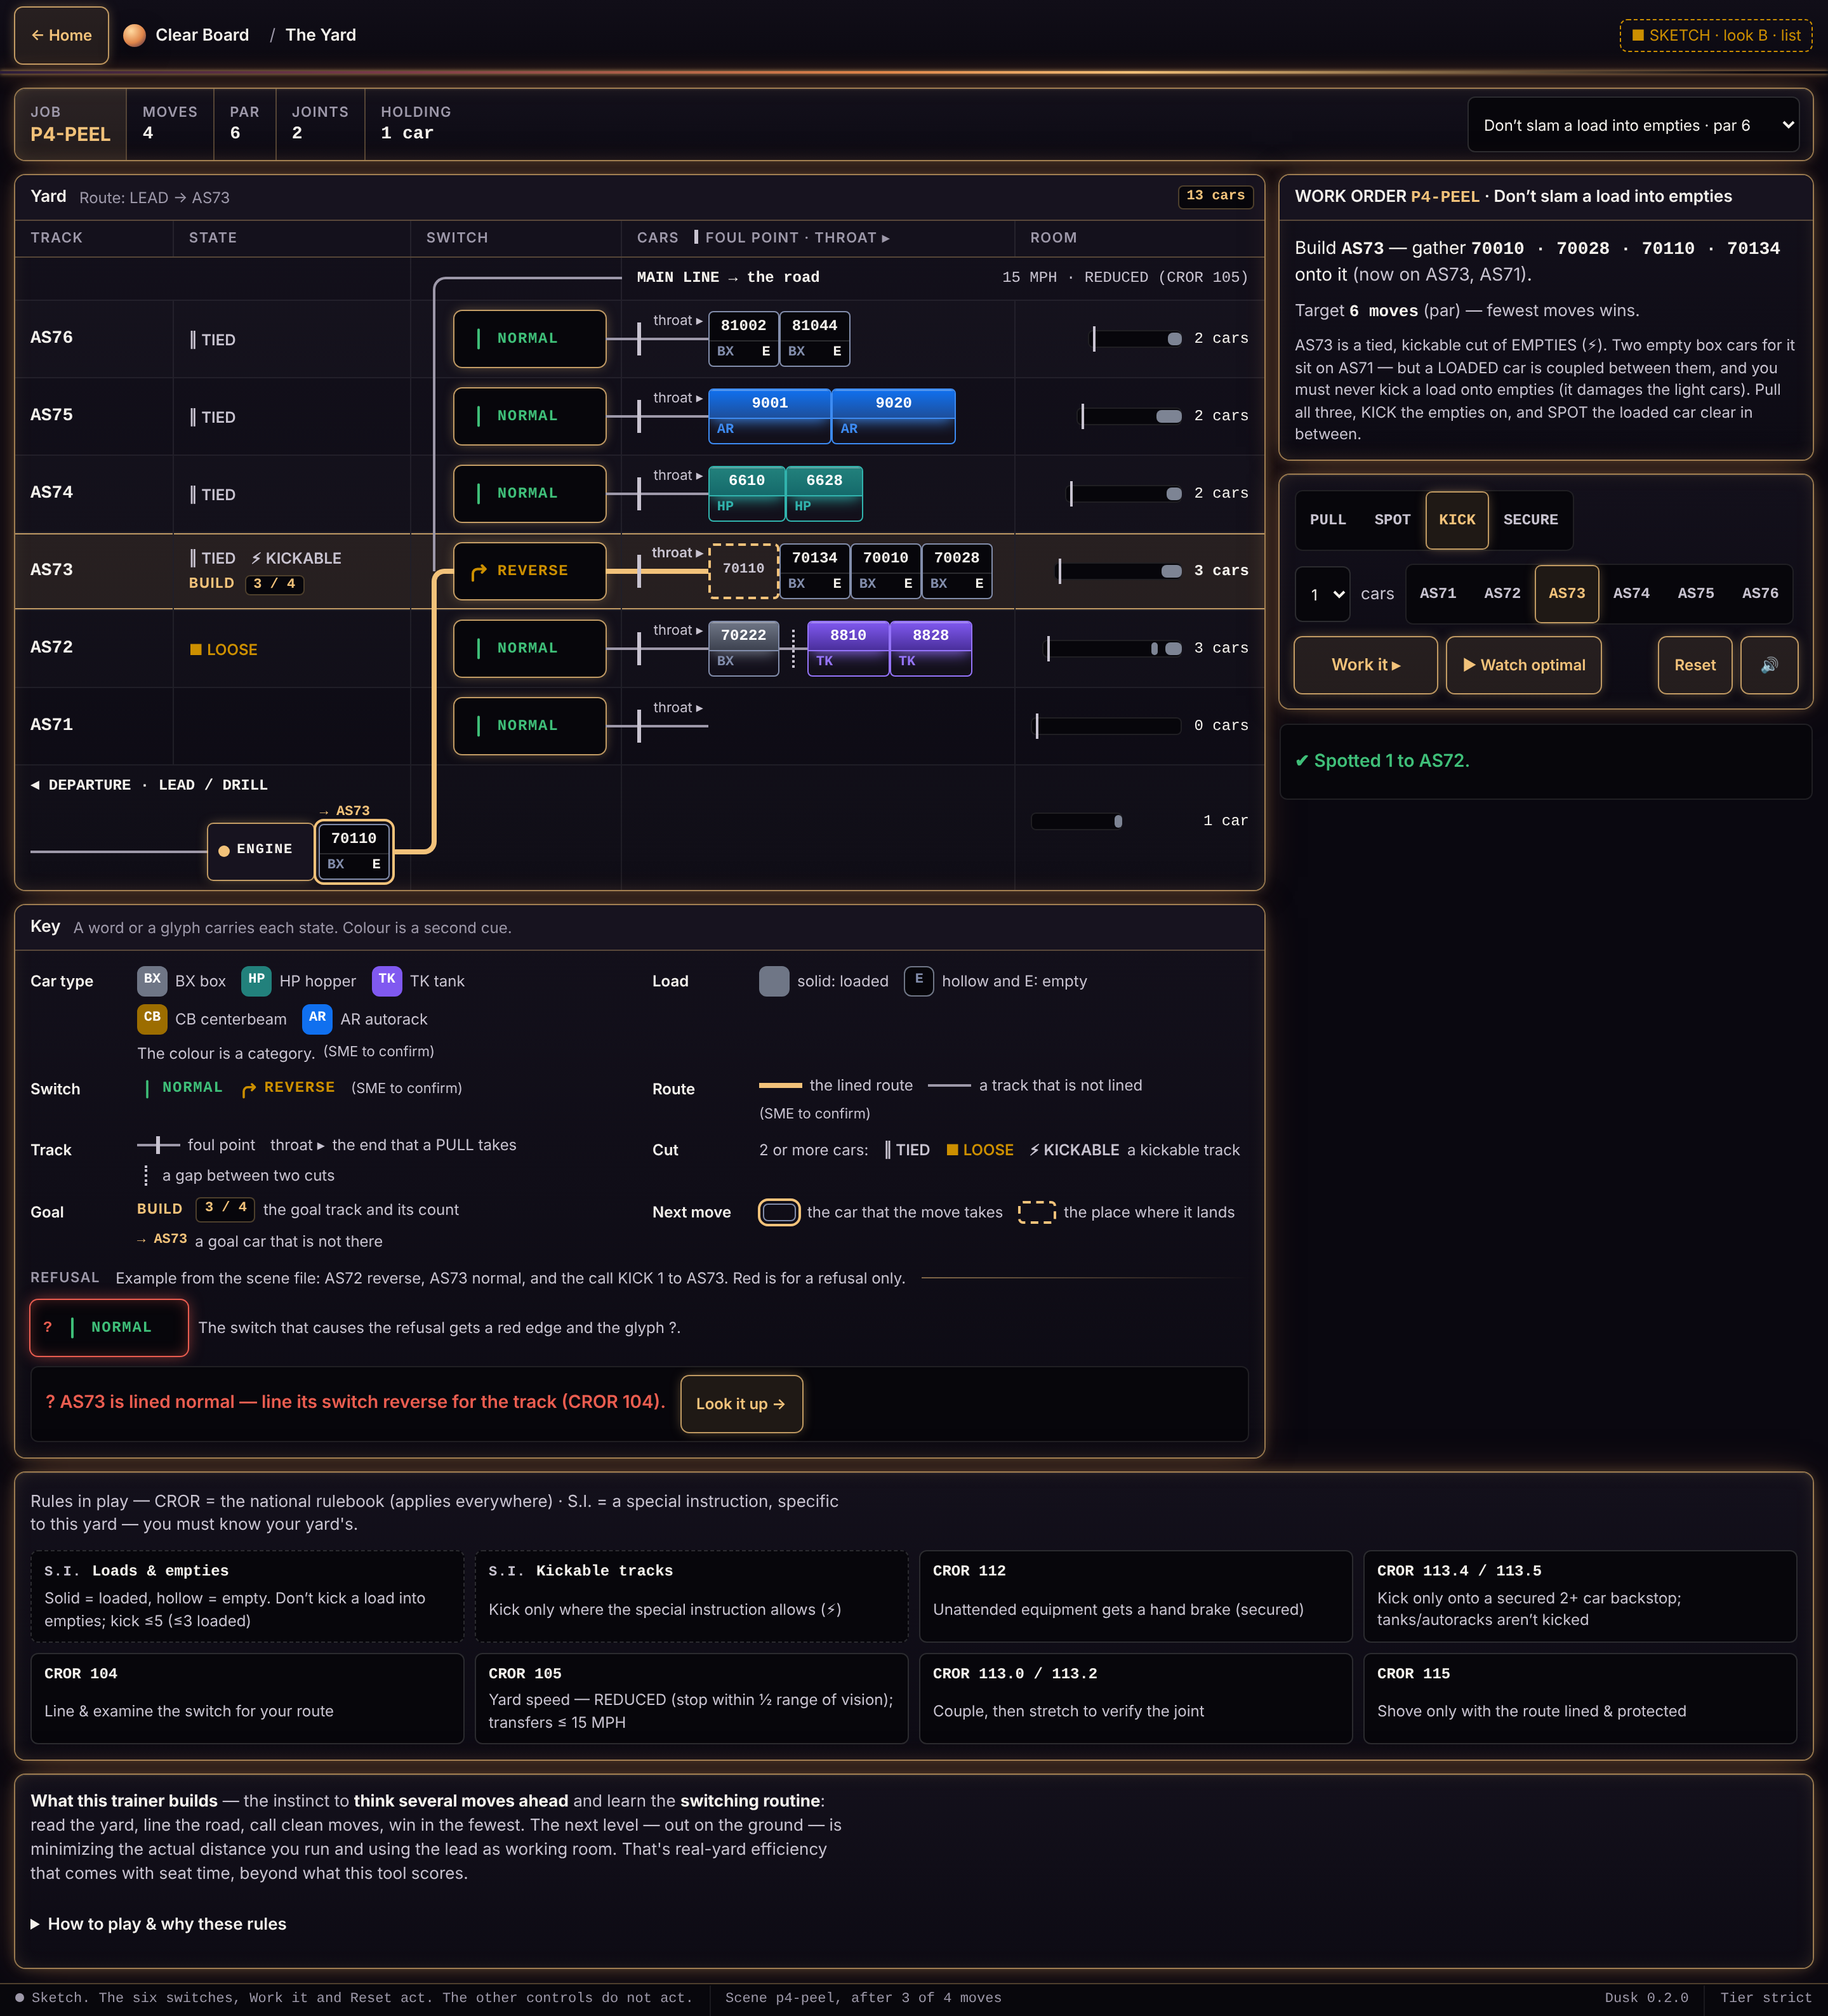 ← Home
Clear Board / The Yard
■ SKETCH · look B · list
JOB
P4-PEEL
MOVES
4
PAR
6
JOINTS
2
HOLDING
1 car
Don’t slam a load into empties · par 6
Yard Route: LEAD → AS73
13 cars
TRACK STATE SWITCH CARS FOUL POINT · THROAT ▸ ROOM
MAIN LINE → the road 15 MPH · REDUCED (CROR 105)
AS76 TIED NORMAL throat ▸ 81002 BX E 81044 BX E 2 cars
AS75 TIED NORMAL throat ▸ 9001 AR 9020 AR 2 cars
AS74 TIED NORMAL throat ▸ 6610 HP 6628 HP 2 cars
AS73 TIED ⚡ KICKABLE BUILD 3 / 4 REVERSE throat ▸ 70110 70134 BX E 70010 BX E 70028 BX E 3 cars
AS72 ■ LOOSE NORMAL throat ▸ 70222 BX 8810 TK 8828 TK 3 cars
AS71 NORMAL throat ▸ 0 cars
◄ DEPARTURE · LEAD / DRILL
→ AS73
ENGINE 70110 BX E 1 car
WORK ORDER P4-PEEL · Don’t slam a load into empties
Build AS73 — gather 70010 · 70028 · 70110 · 70134
onto it (now on AS73, AS71).
Target 6 moves (par) — fewest moves wins.
AS73 is a tied, kickable cut of EMPTIES (⚡). Two empty box cars for it
sit on AS71 — but a LOADED car is coupled between them, and you
must never kick a load onto empties (it damages the light cars). Pull
all three, KICK the empties on, and SPOT the loaded car clear in
between.
PULL SPOT KICK SECURE
1 cars AS71 AS72 AS73 AS74 AS75 AS76
Work it ▸ ▶ Watch optimal Reset 🔊
✔ Spotted 1 to AS72.
Key A word or a glyph carries each state. Colour is a second cue.
Car type BX BX box HP HP hopper TK TK tank
CB CB centerbeam AR AR autorack
The colour is a category. (SME to confirm)
Load solid: loaded E hollow and E: empty
Switch NORMAL REVERSE (SME to confirm)
Route the lined route a track that is not lined
(SME to confirm)
Track foul point throat ▸ the end that a PULL takes
a gap between two cuts
Cut 2 or more cars: TIED ■ LOOSE ⚡ KICKABLE a kickable track
Goal BUILD 3 / 4 the goal track and its count
→ AS73 a goal car that is not there
Next move the car that the move takes the place where it lands
REFUSAL Example from the scene file: AS72 reverse, AS73 normal, and the call KICK 1 to AS73. Red is for a refusal only.
? NORMAL The switch that causes the refusal gets a red edge and the glyph ?.
? AS73 is lined normal — line its switch reverse for the track (CROR 104). Look it up →
Rules in play — CROR = the national rulebook (applies everywhere) · S.I. = a special instruction, specific
to this yard — you must know your yard's.
S.I. Loads & empties
Solid = loaded, hollow = empty. Don’t kick a load into
empties; kick ≤5 (≤3 loaded)
S.I. Kickable tracks
Kick only where the special instruction allows (⚡)
CROR 112
Unattended equipment gets a hand brake (secured)
CROR 113.4 / 113.5
Kick only onto a secured 2+ car backstop;
tanks/autoracks aren’t kicked
CROR 104
Line & examine the switch for your route
CROR 105
Yard speed — REDUCED (stop within ½ range of vision);
transfers ≤ 15 MPH
CROR 113.0 / 113.2
Couple, then stretch to verify the joint
CROR 115
Shove only with the route lined & protected
What this trainer builds — the instinct to think several moves ahead and learn the switching routine:
read the yard, line the road, call clean moves, win in the fewest. The next level — out on the ground — is
minimizing the actual distance you run and using the lead as working room. That's real-yard efficiency
that comes with seat time, beyond what this tool scores.
▶ How to play & why these rules
● Sketch. The six switches, Work it and Reset act. The other controls do not act. Scene p4-peel, after 3 of 4 moves Dusk 0.2.0 Tier strict